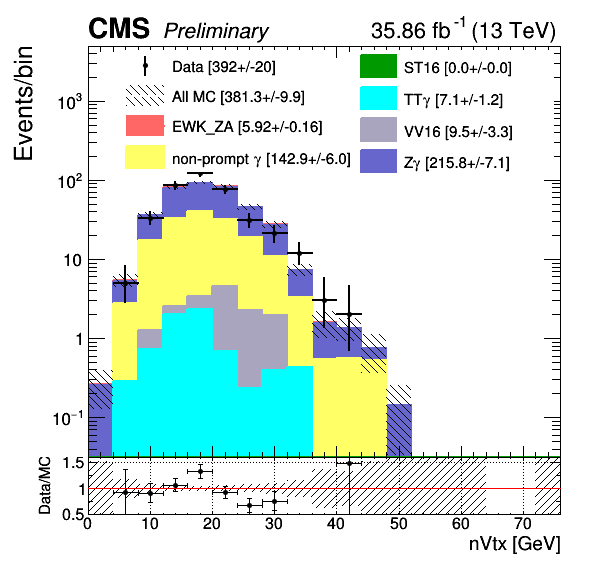 CMS Preliminary 35.86 fb⁻¹ (13 TeV)
Events/bin
Data [392+/-20]
All MC [381.3+/-9.9]
EWK_ZA [5.92+/-0.16]
non-prompt γ [142.9+/-6.0]
ST16 [0.0+/-0.0]
TTγ [7.1+/-1.2]
VV16 [9.5+/-3.3]
Zγ [215.8+/-7.1]
10³
10²
10
1
10⁻¹
Data/MC
1.5
1
0.5
0 10 20 30 40 50 60 70
nVtx [GeV]